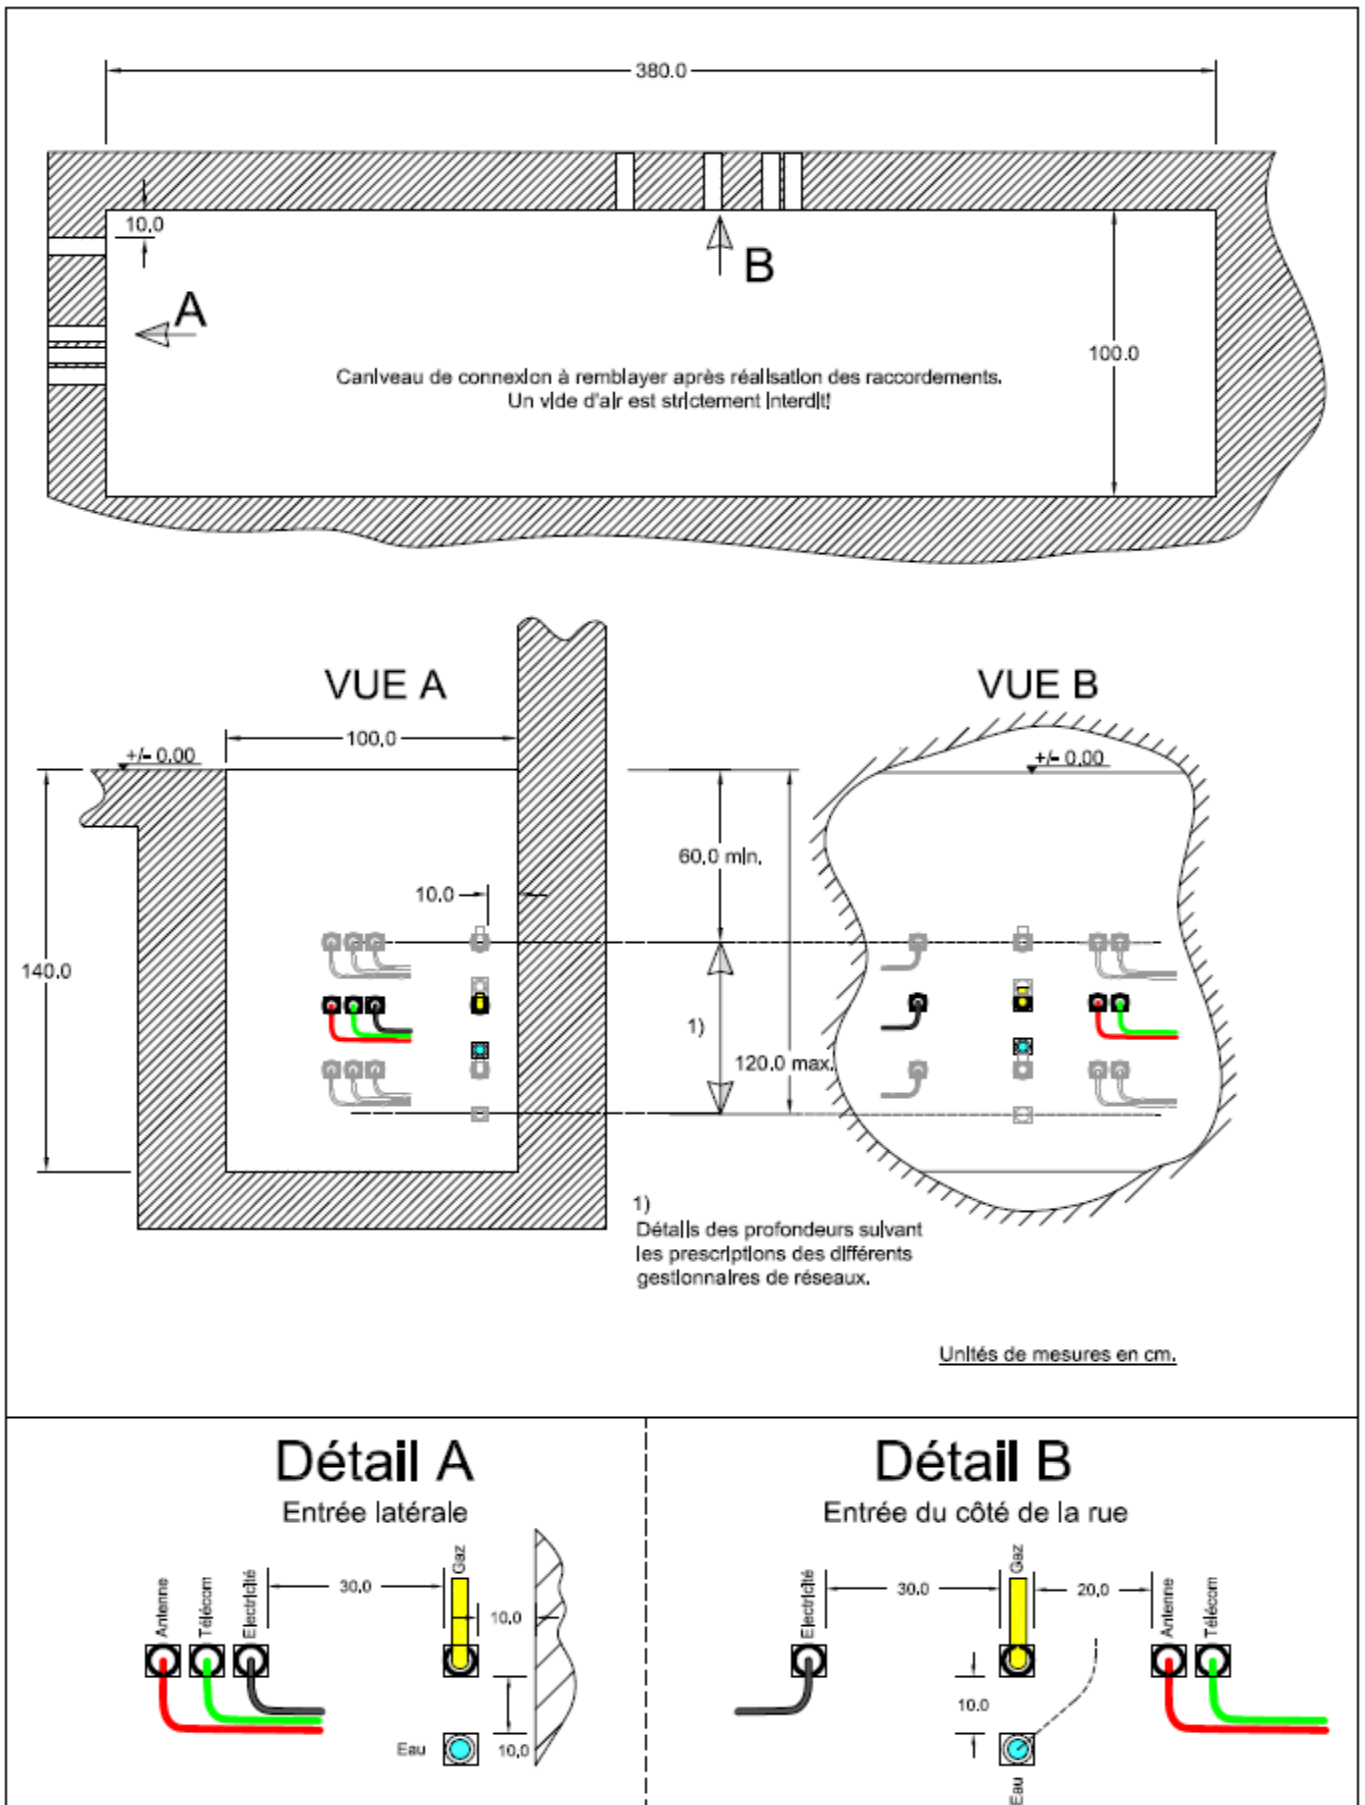 380.0
10.0
B
A
100.0
Caniveau de connexion à remblayer après réalisation des raccordements.
Un vide d'air est strictement interdit!
VUE A
VUE B
100,0
+/- 0,00
+/- 0,00
60,0 min.
10.0
140.0
1)
120.0 max.
1)
Détails des profondeurs suivant
les prescriptions des différents
gestionnaires de réseaux.
Unités de mesures en cm.
Détail A
Entrée latérale
Antenne
Télécom
Electricité
30.0
Gaz
10,0
10,0
Eau
Détail B
Entrée du côté de la rue
Electricité
30.0
Gaz
20,0
Antenne
Télécom
10.0
Eau